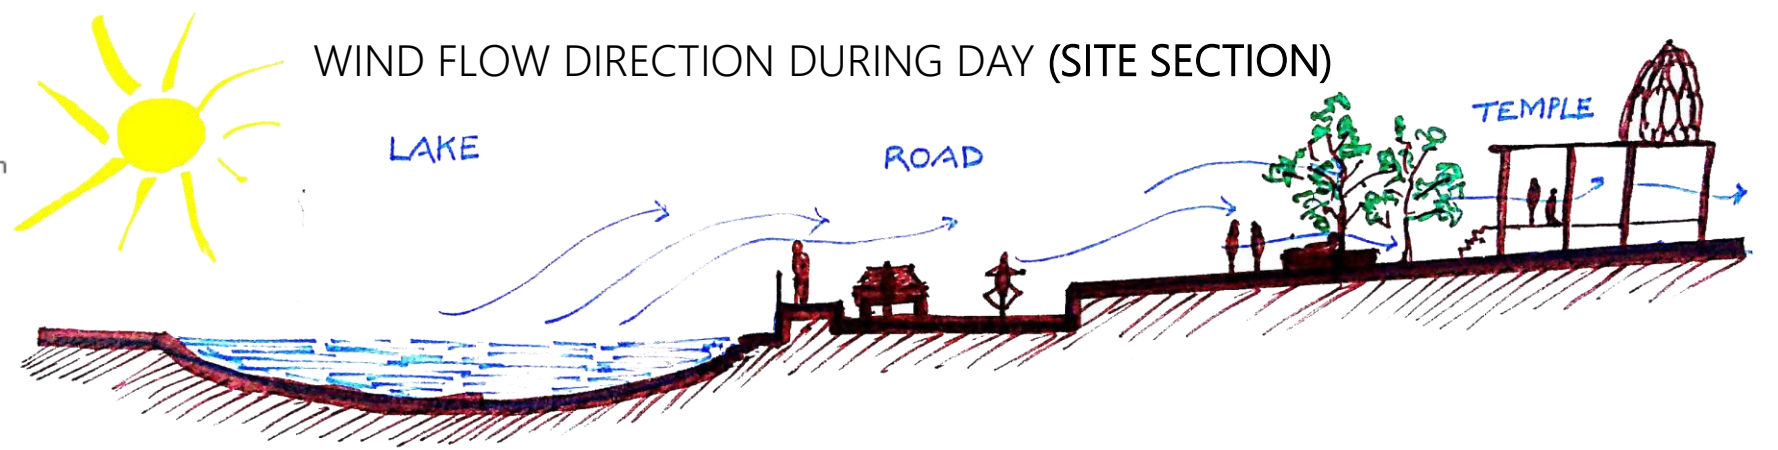 WIND FLOW DIRECTION DURING DAY (SITE SECTION)
LAKE
ROAD
TEMPLE